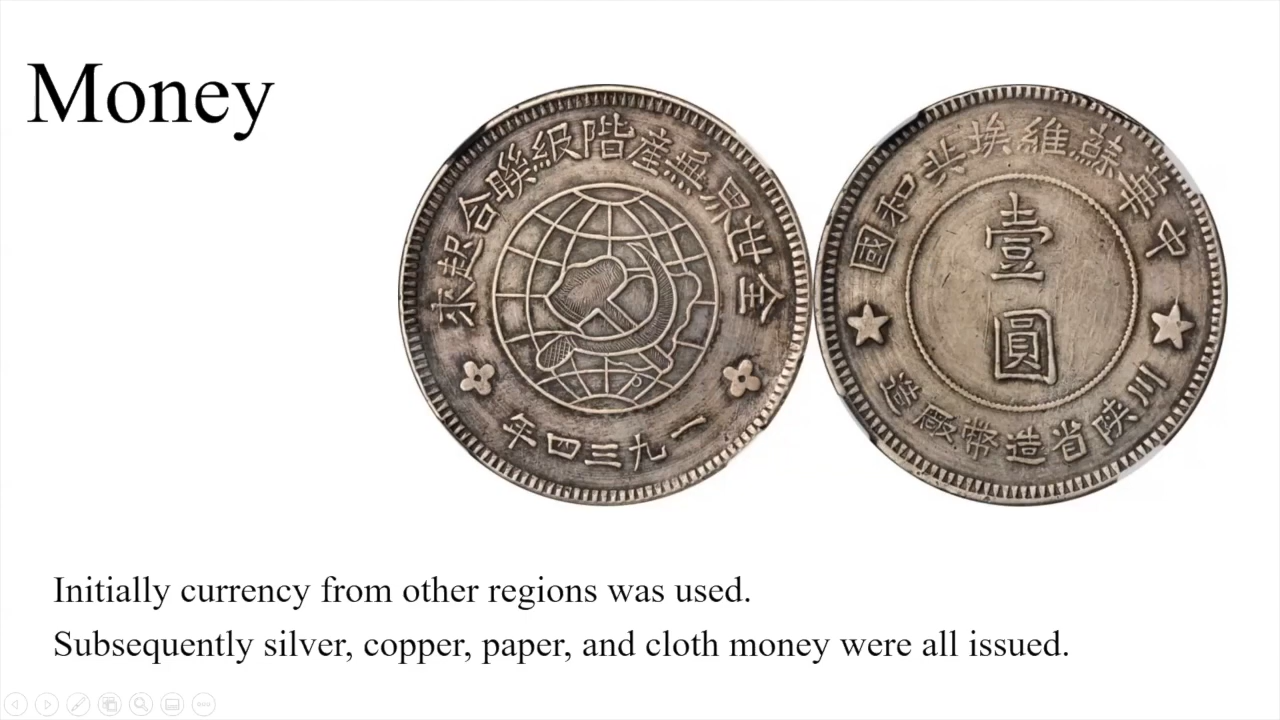 Money
全世界無産階級聯合起來
一九三四年
中華蘇維埃共和國
壹圓
川陝省造幣廠造
Initially currency from other regions was used.
Subsequently silver, copper, paper, and cloth money were all issued.